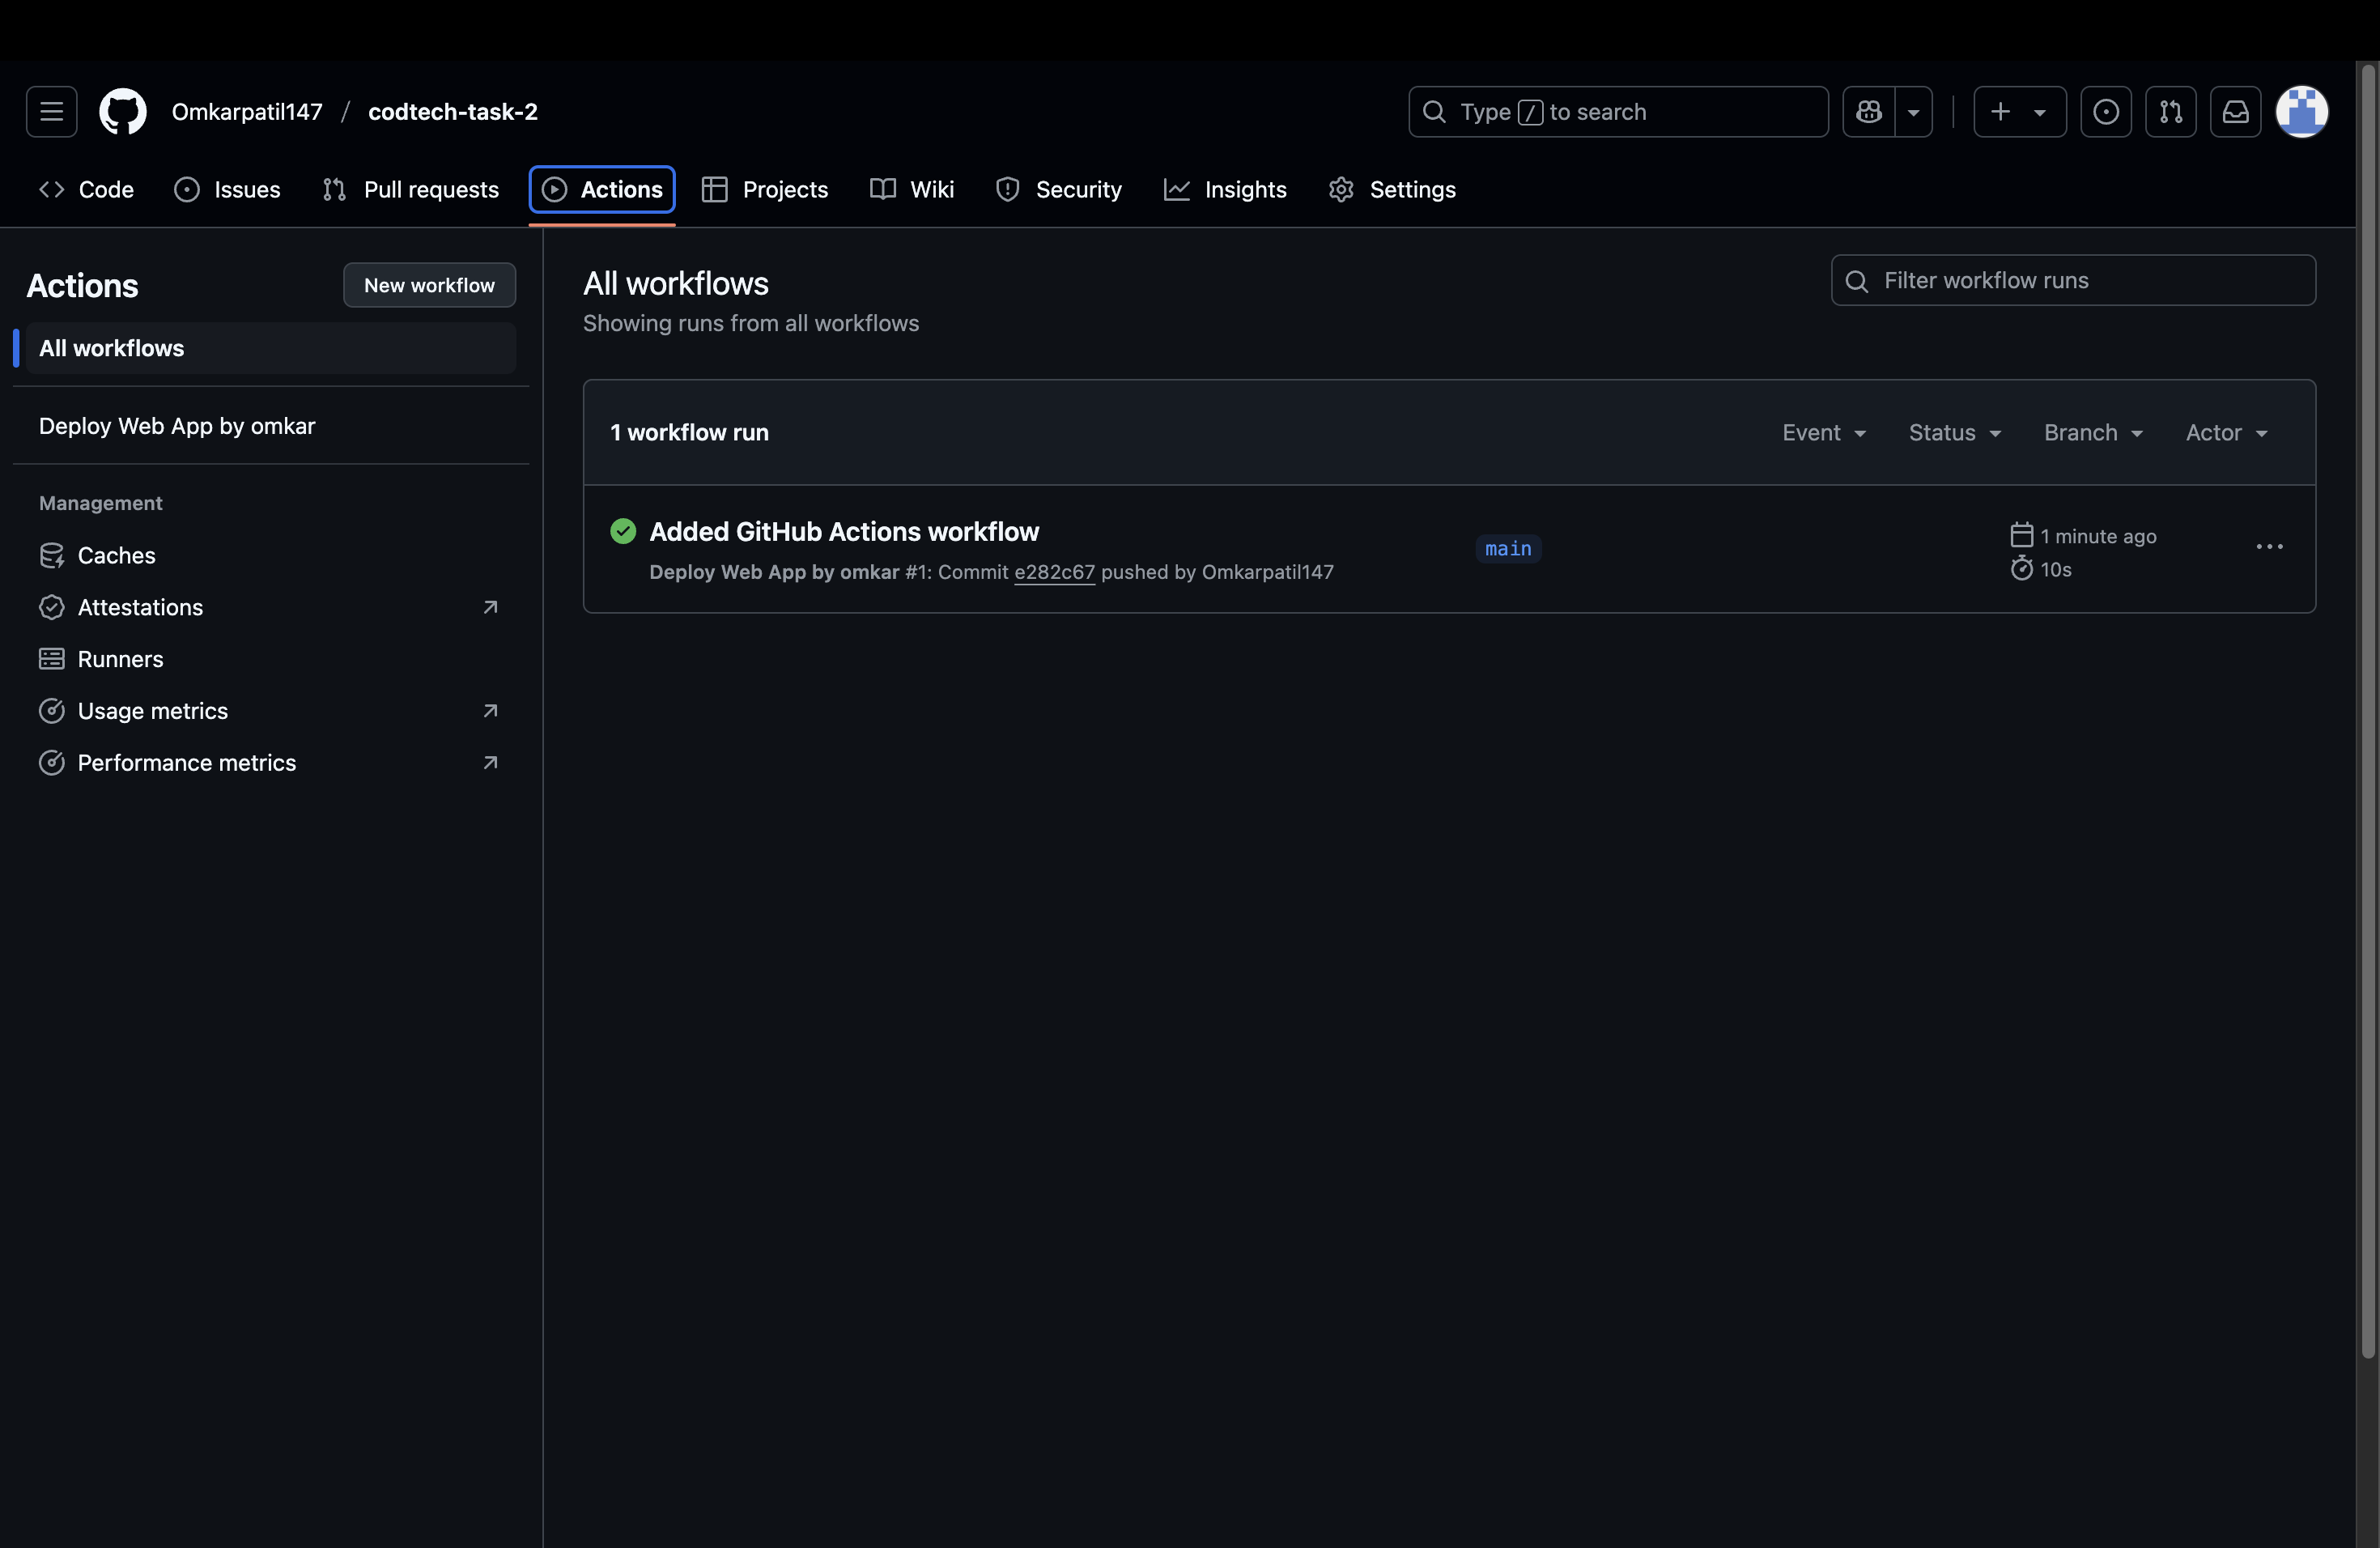 Omkarpatil147 / codtech-task-2
Type / to search
Code Issues Pull requests Actions Projects Wiki Security Insights Settings
Actions
New workflow
All workflows
Deploy Web App by omkar
Management
Caches
Attestations
Runners
Usage metrics
Performance metrics
All workflows
Showing runs from all workflows
Filter workflow runs
1 workflow run
Event Status Branch Actor
Added GitHub Actions workflow
Deploy Web App by omkar #1: Commit e282c67 pushed by Omkarpatil147
main
1 minute ago
10s